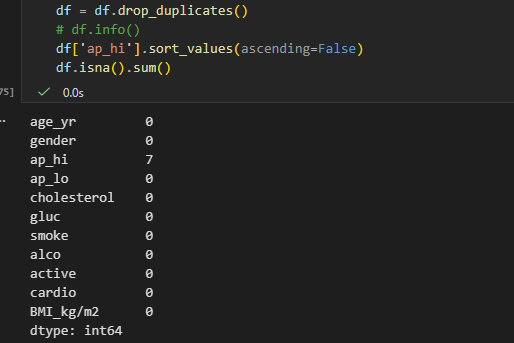 df = df.drop_duplicates()
# df.info()
df['ap_hi'].sort_values(ascending=False)
df.isna().sum()
75]
0.0s
age_yr 0
gender 0
ap_hi 7
ap_lo 0
cholesterol 0
gluc 0
smoke 0
alco 0
active 0
cardio 0
BMI_kg/m2 0
dtype: int64